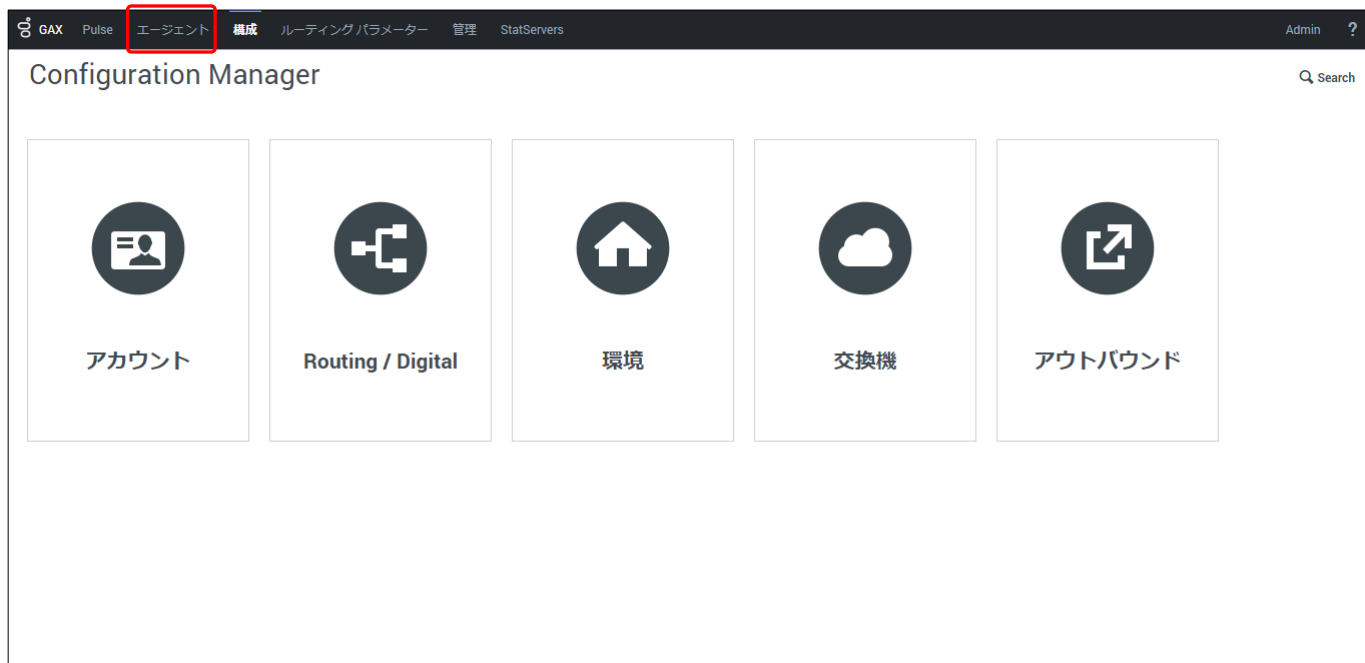 GAX Pulse エージェント 構成 ルーティング パラメーター 管理 StatServers Admin ?
Configuration Manager
Search
アカウント Routing / Digital 環境 交換機 アウトバウンド